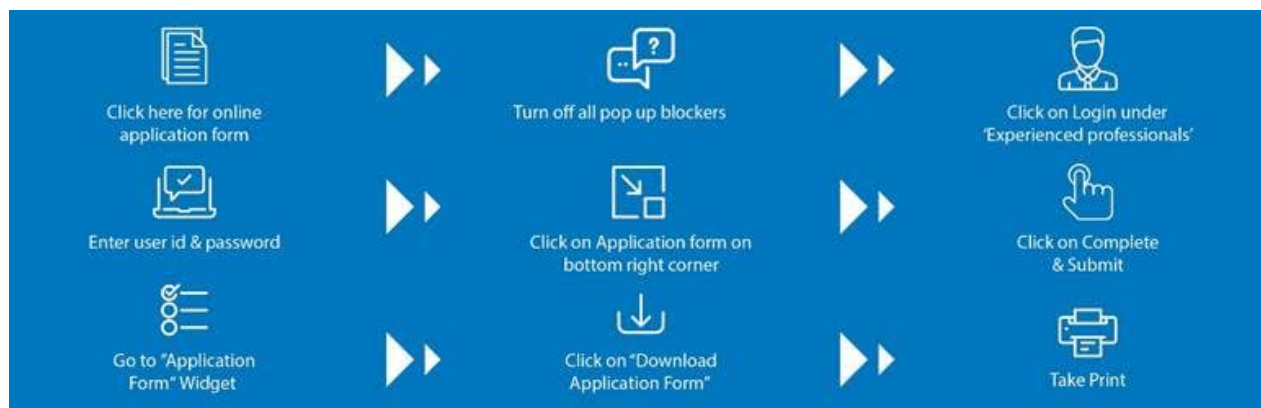 Click here for online
application form
Turn off all pop up blockers
Click on Login under
‘Experienced professionals’
Enter user id & password
Click on Application form on
bottom right corner
Click on Complete
& Submit
Go to “Application
Form” Widget
Click on “Download
Application Form”
Take Print